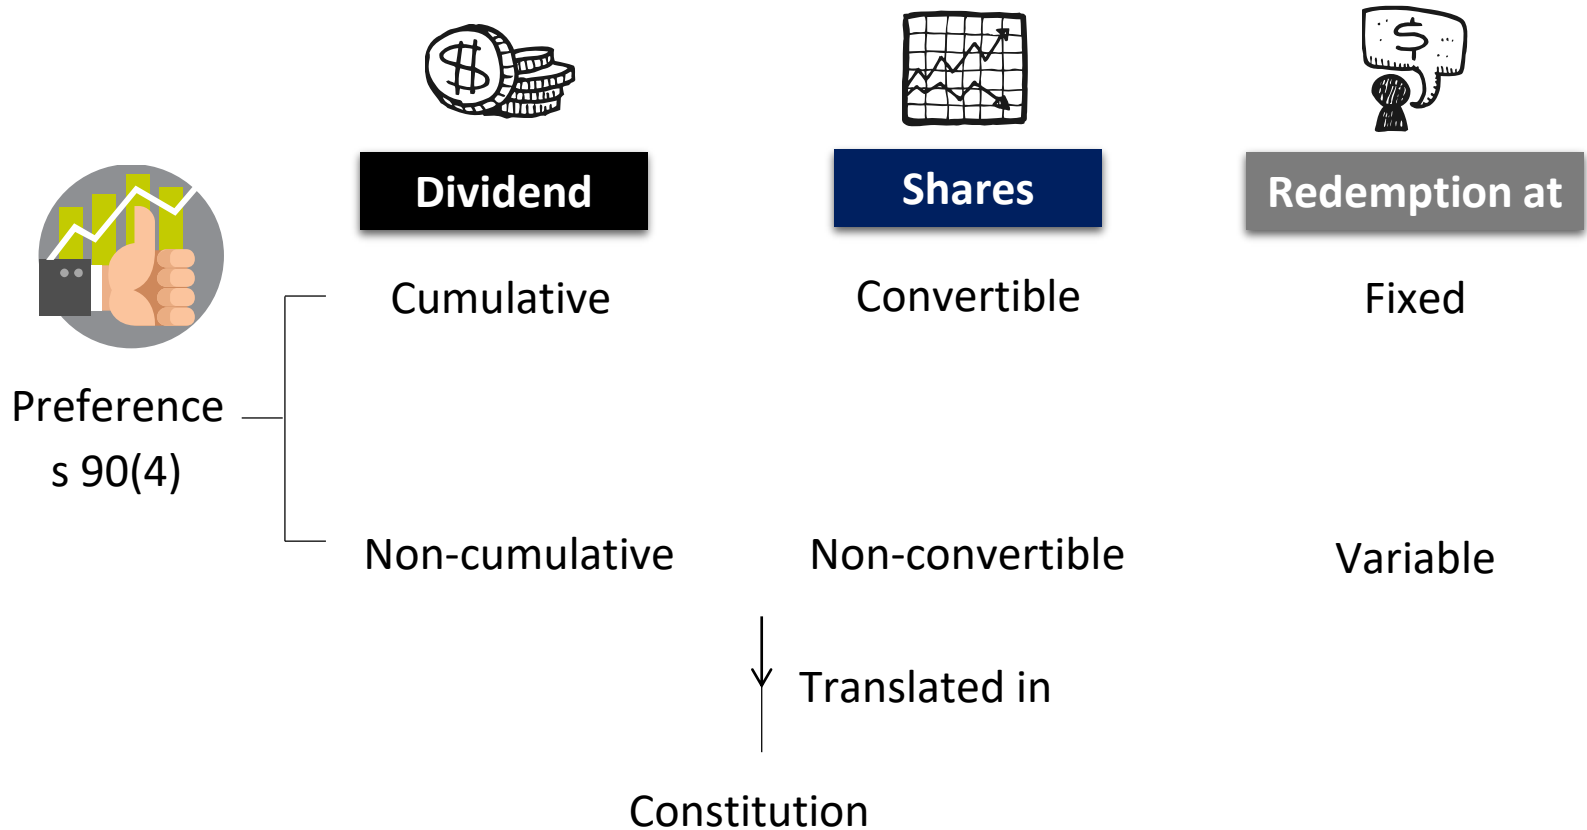 Dividend
Shares
Redemption at
Cumulative
Convertible
Fixed
Preference
s 90(4)
Non-cumulative
Non-convertible
Variable
Translated in
Constitution